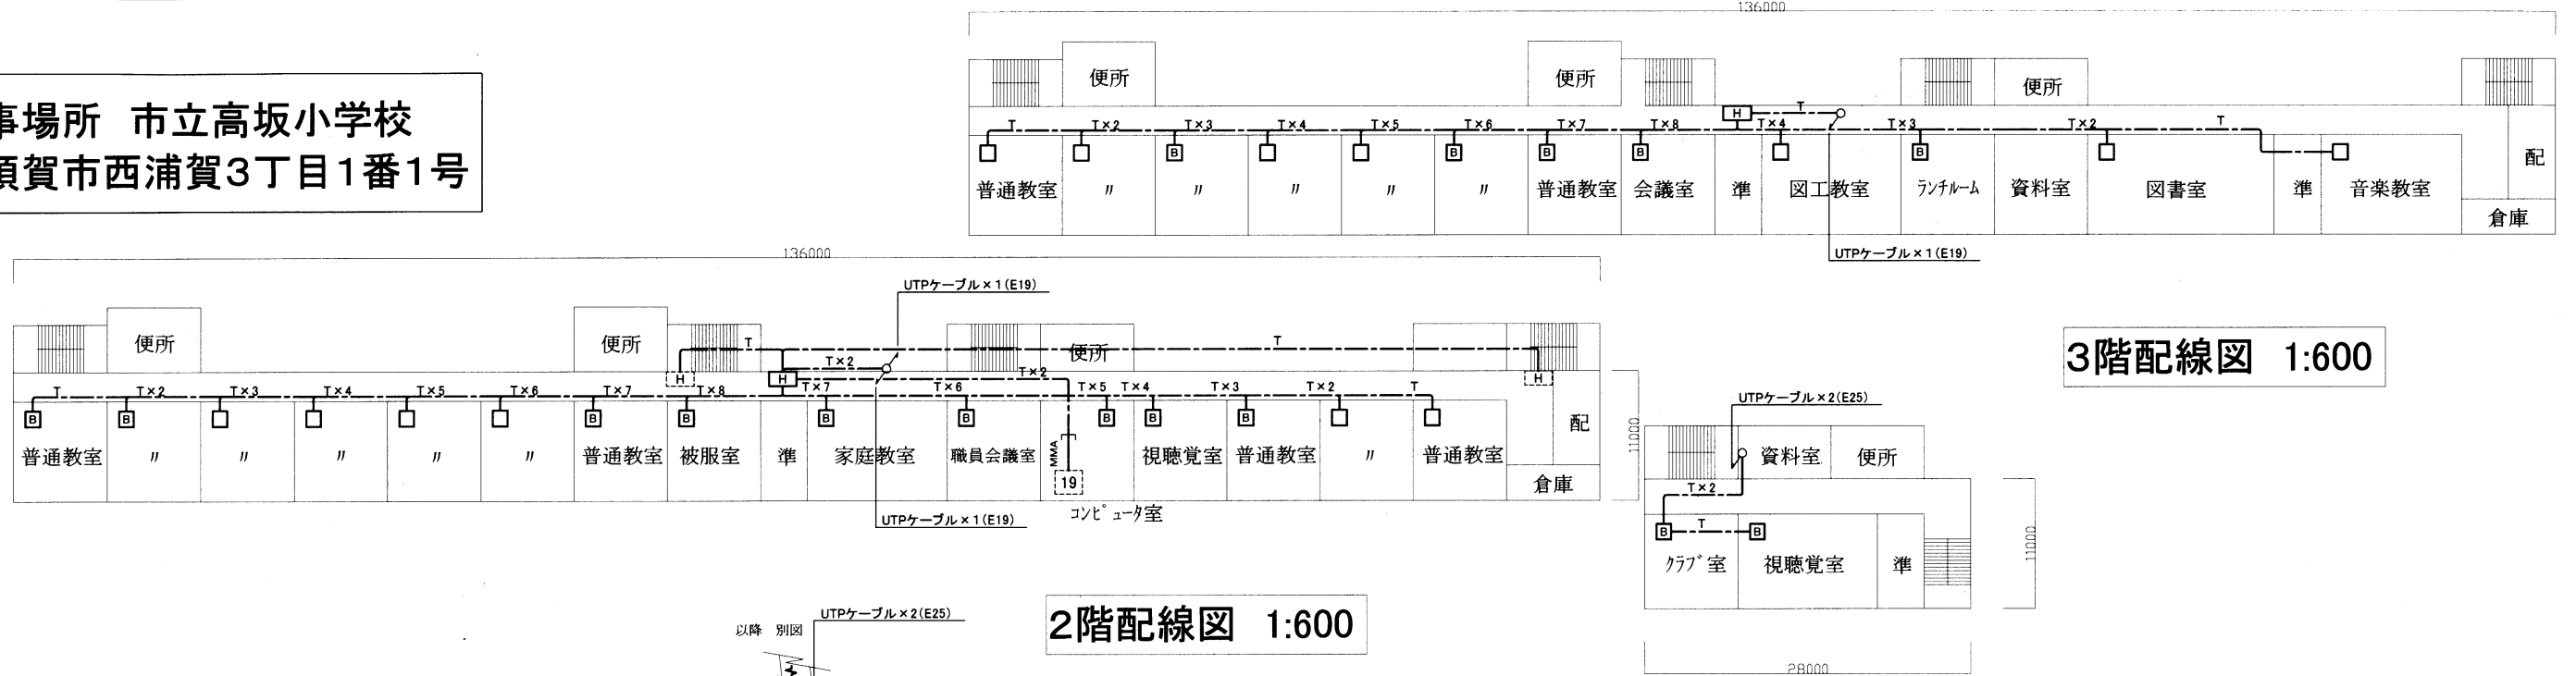 136000
便所
便所
便所
事場所 市立高坂小学校
須賀市西浦賀3丁目1番1号
H
T
T
T×2
T×3
T×4
T×5
T×6
T×7
T×8
T×4
T×3
T×2
T
B
B
B
B
B
普通教室
〃
〃
〃
〃
〃
普通教室
会議室
準
図工教室
ランチルーム
資料室
図書室
準
音楽教室
配
倉庫
UTPケーブル×1(E19)
136000
UTPケーブル×1(E19)
便所
便所
便所
T
T
T×2
T×2
H
H
H
T
T×2
T×3
T×4
T×5
T×6
T×7
T×8
T×7
T×6
T×5
T×4
T×3
T×2
T
B
B
B
B
B
B
B
B
B
MMA
19
普通教室
〃
〃
〃
〃
〃
普通教室
被服室
準
家庭教室
職員会議室
視聴覚室
普通教室
〃
普通教室
配
倉庫
コンピュータ室
11000
UTPケーブル×1(E19)
3階配線図 1:600
UTPケーブル×2(E25)
資料室
便所
T×2
B
T
B
クラブ室
視聴覚室
準
11000
28000
2階配線図 1:600
以降 別図
UTPケーブル×2(E25)